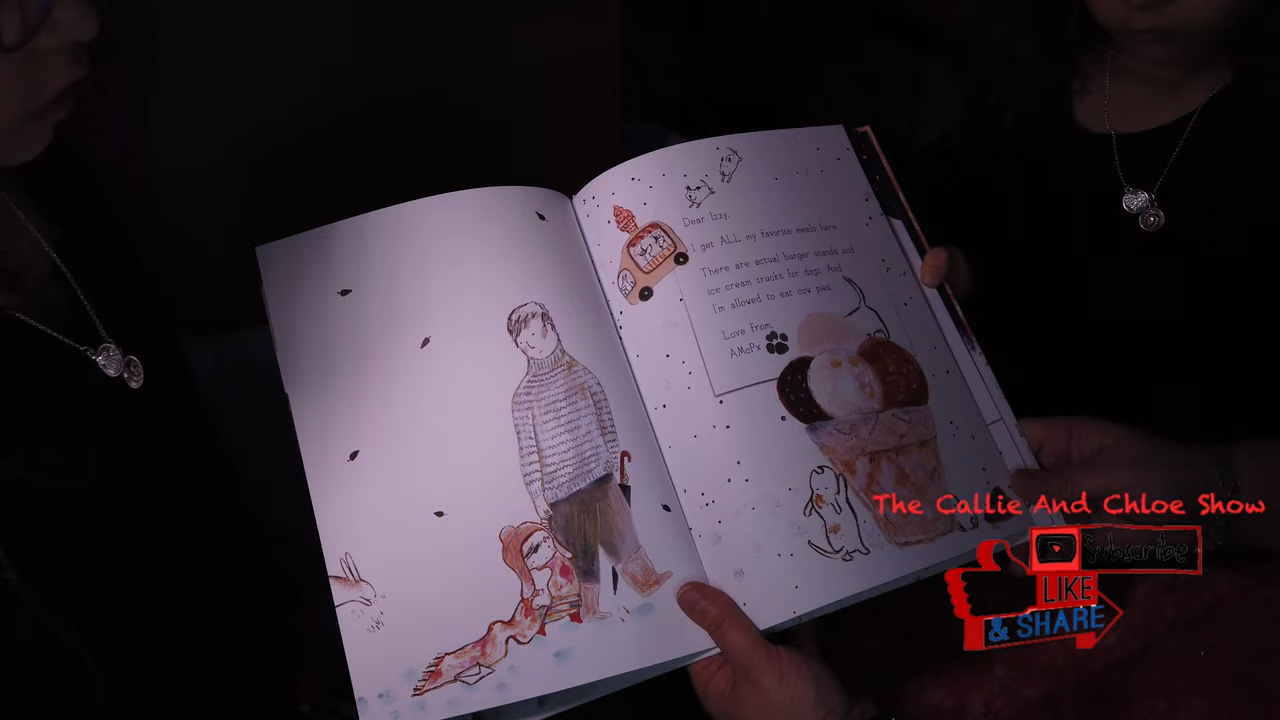 Dear Izzy,
I get ALL my favorite meals here.
There are actual burger stands and
ice cream trucks for dogs. And
I'm allowed to eat cow pies.
Love from,
AMcPx
The Callie And Chloe Show
Subscribe
LIKE
& SHARE